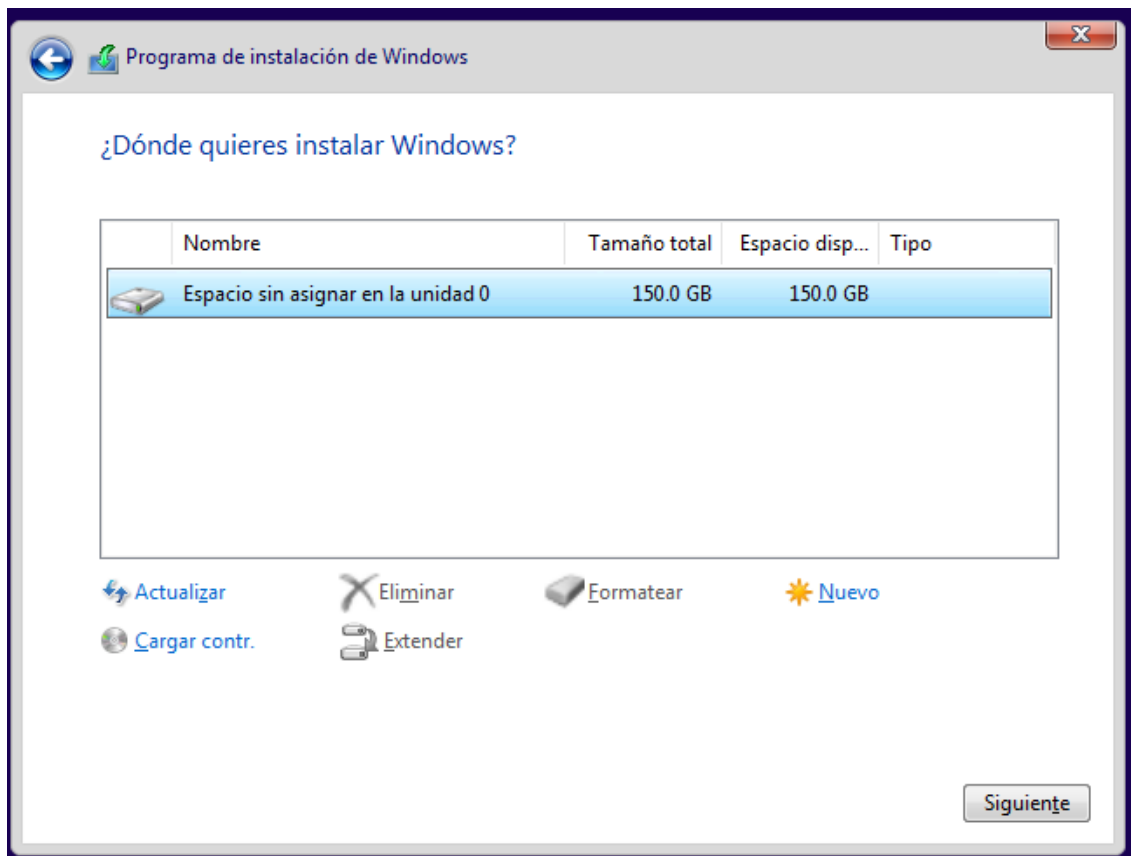 Programa de instalación de Windows
X
¿Dónde quieres instalar Windows?
Nombre Tamaño total Espacio disp... Tipo
Espacio sin asignar en la unidad 0 150.0 GB 150.0 GB
Actualizar Eliminar Formatear Nuevo
Cargar contr. Extender
Siguiente